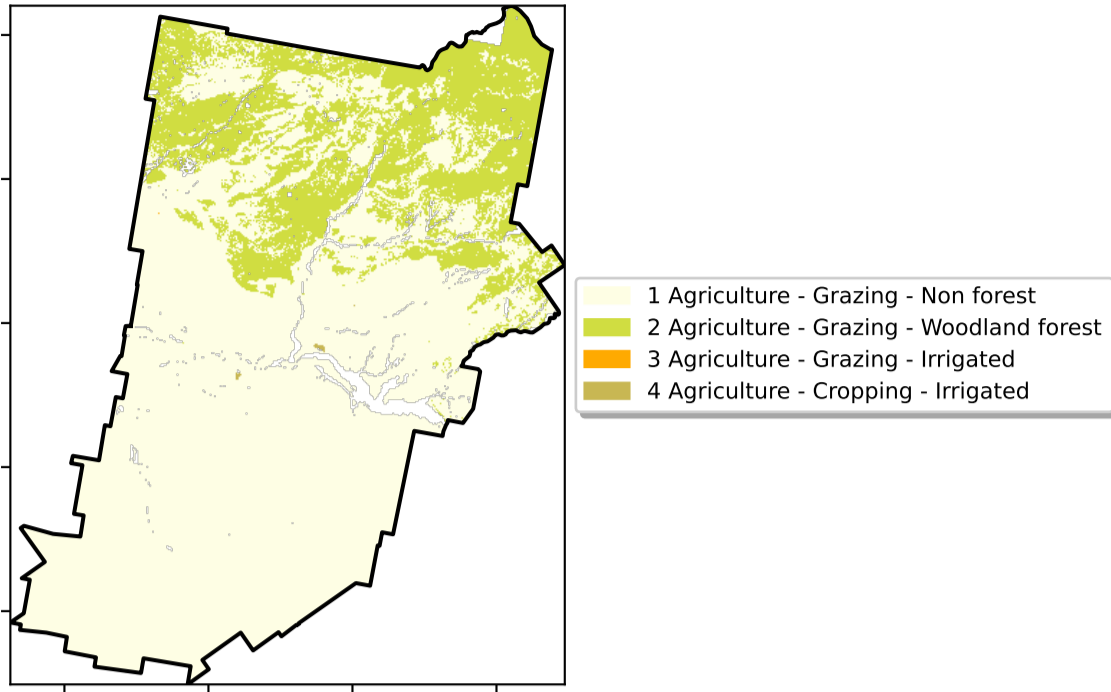 1 Agriculture - Grazing - Non forest
2 Agriculture - Grazing - Woodland forest
3 Agriculture - Grazing - Irrigated
4 Agriculture - Cropping - Irrigated